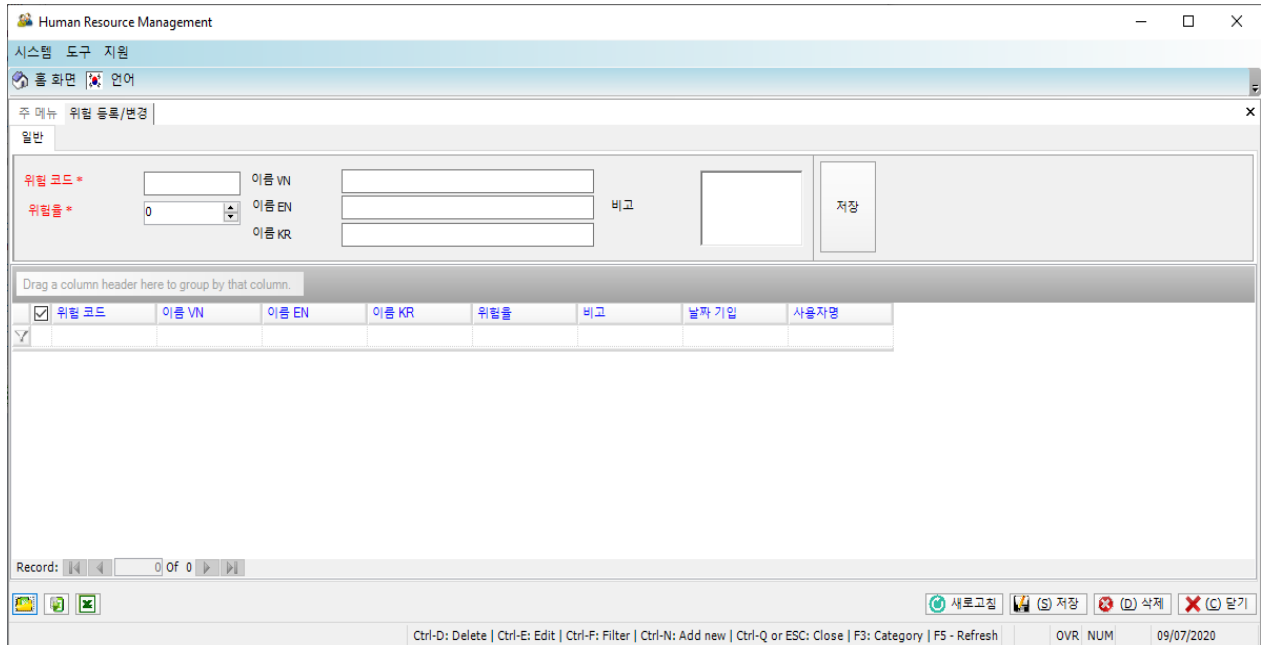 Human Resource Management
시스템 도구 지원
홈 화면 언어
주 메뉴 위험 등록/변경
일반
위험 코드 * 이름 VN
위험율 * 0 이름 EN 비고 저장
이름 KR
Drag a column header here to group by that column.
위험 코드 이름 VN 이름 EN 이름 KR 위험율 비고 날짜 기입 사용자명
Record: 0 Of 0
새로고침 (S) 저장 (D) 삭제 (C) 닫기
Ctrl-D: Delete | Ctrl-E: Edit | Ctrl-F: Filter | Ctrl-N: Add new | Ctrl-Q or ESC: Close | F3: Category | F5 - Refresh OVR NUM 09/07/2020